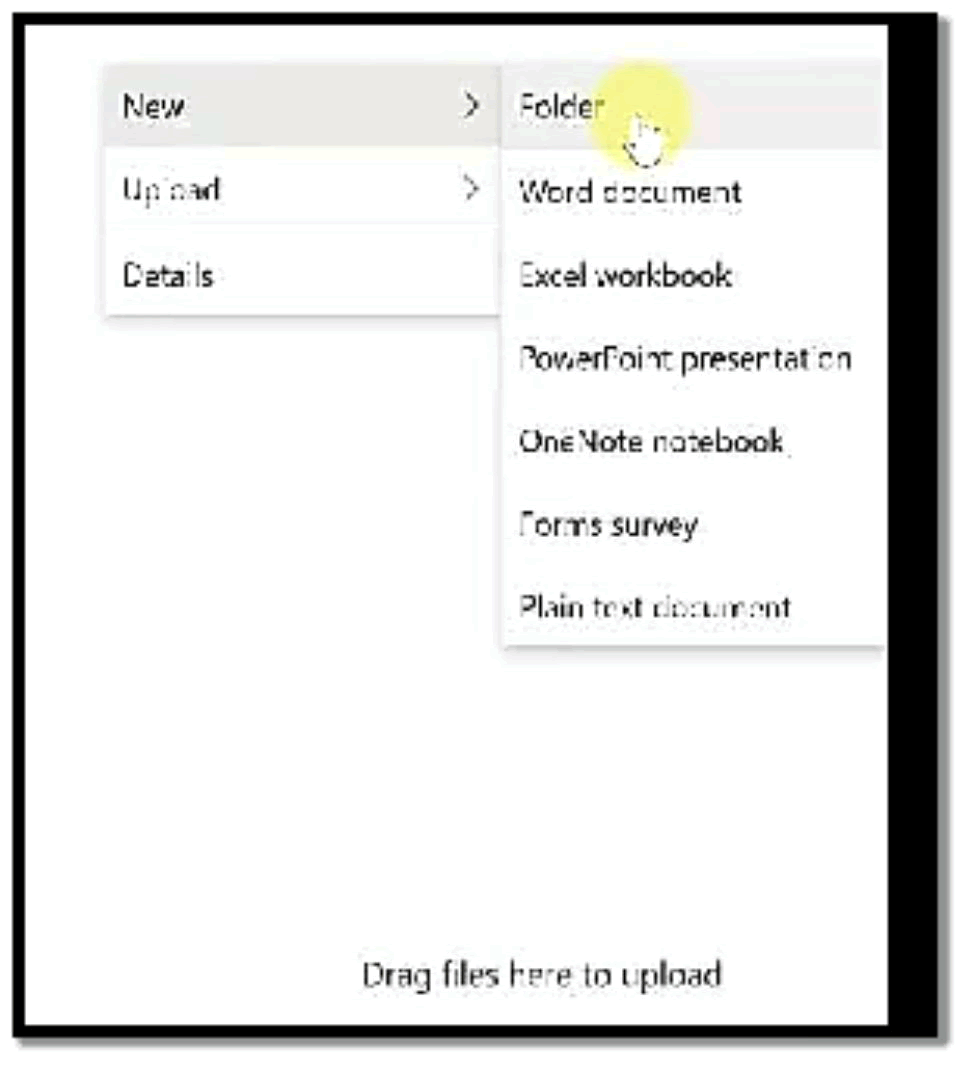 New
Upload
Details
Folder
Word document
Excel workbook
PowerPoint presentation
OneNote notebook
Forms survey
Plain text document
Drag files here to upload